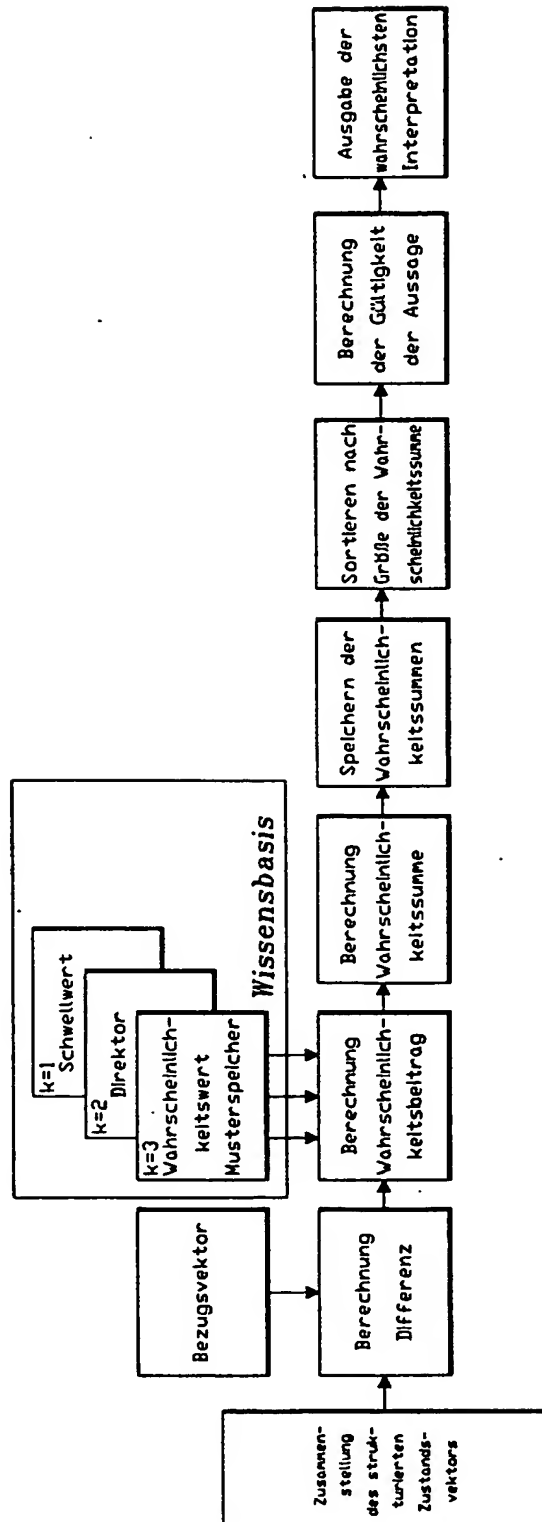 Zusammen-
stellung
des struk-
turierten
Zustands-
vektors
Bezugsvektor
Berechnung
Differenz
k=1
Schwellwert
k=2
Direktor
k=3
Wahrscheinlich-
keitswert
Musterspeicher
Wissensbasis
Berechnung
Wahrscheinlich-
keitsbeitrag
Berechnung
Wahrscheinlich-
keitssumme
Speichern der
Wahrscheinlich-
keitssummen
Sortieren nach
Größe der Wahr-
scheinlichkeitssumme
Berechnung
der Gültigkeit
der Aussage
Ausgabe der
wahrscheinlichsten
Interpretation